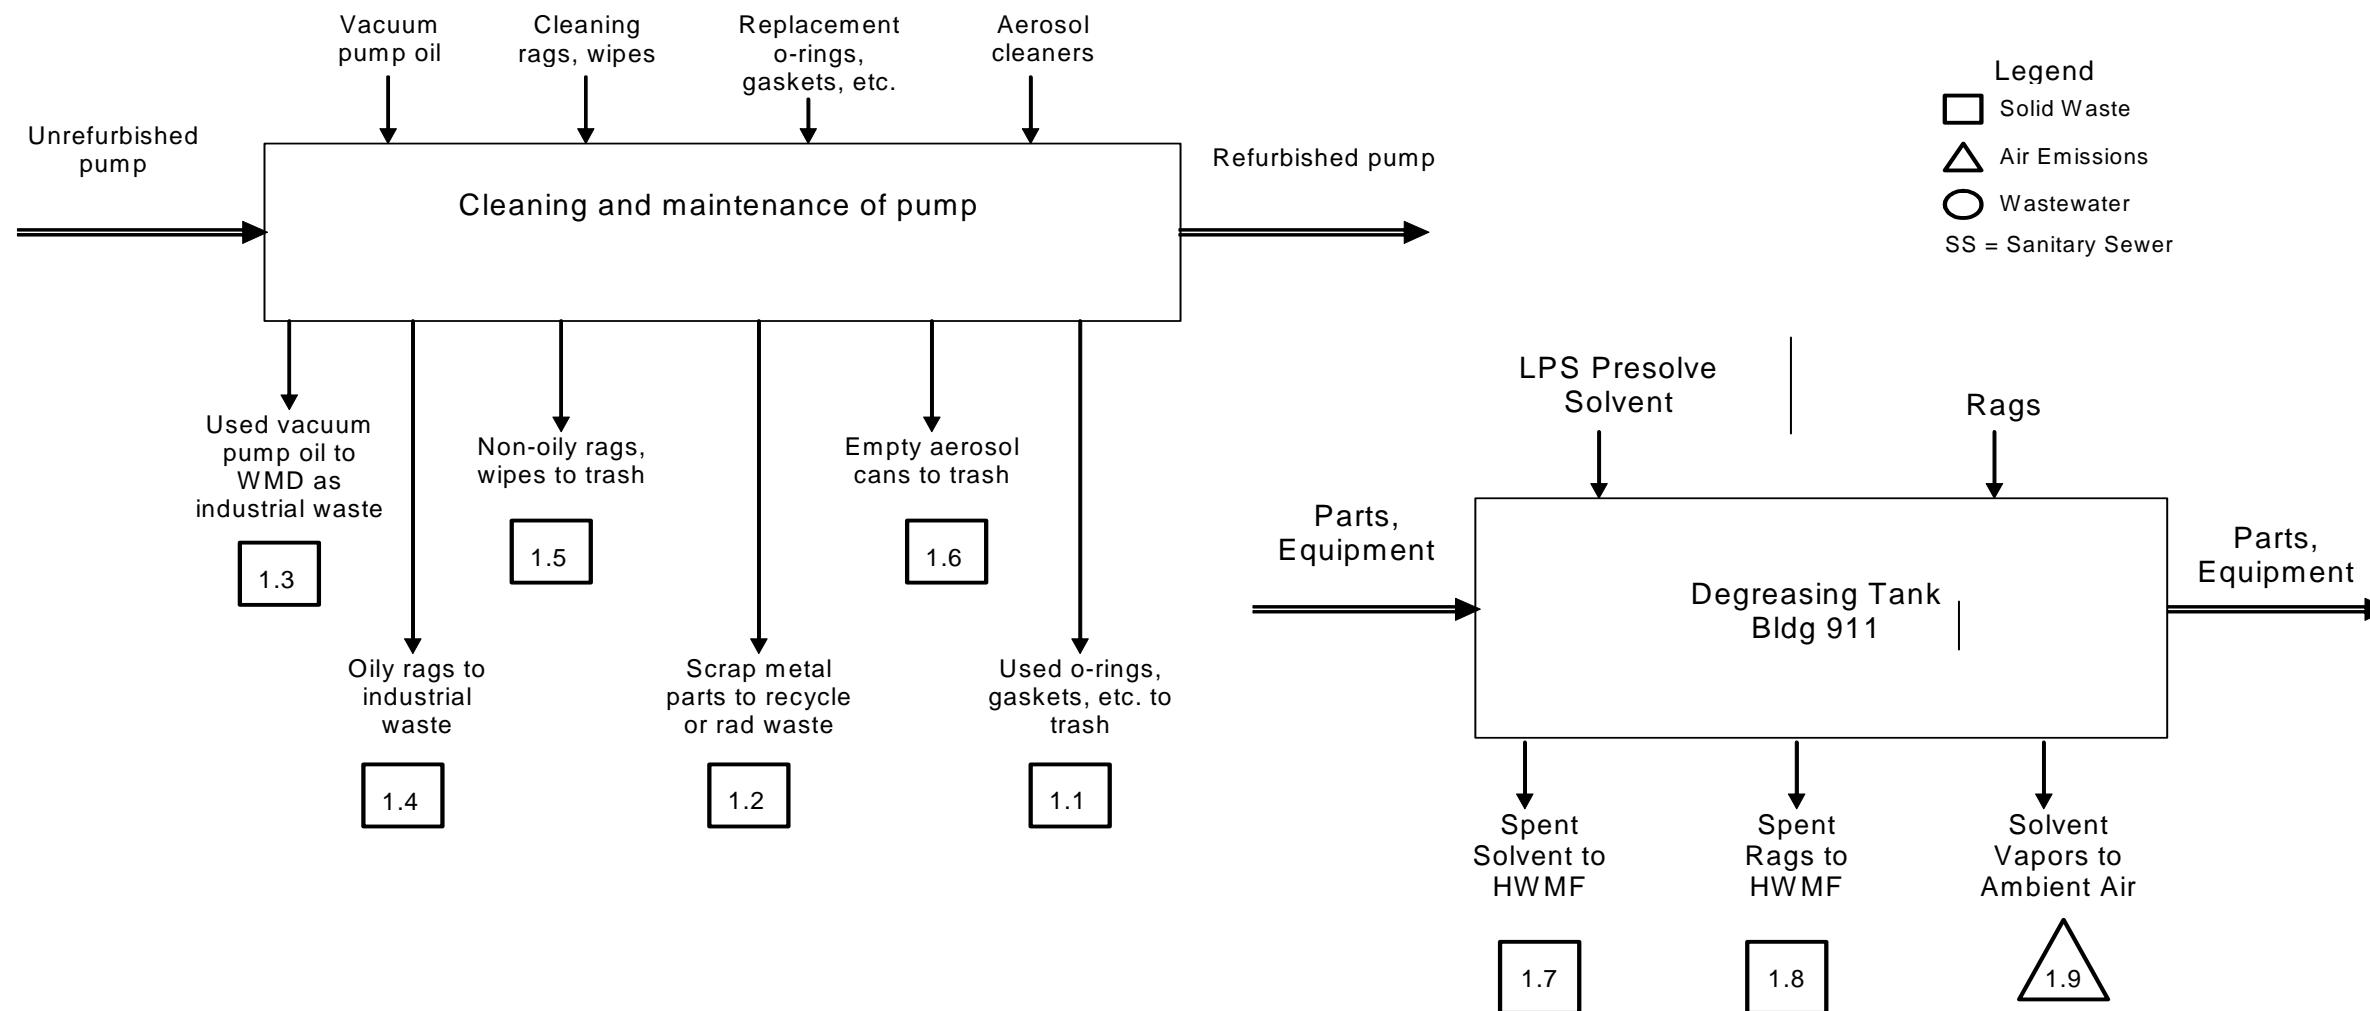 Vacuum
pump oil
Cleaning
rags, wipes
Replacement
o-rings,
gaskets, etc.
Aerosol
cleaners
Legend
Solid Waste
Air Emissions
Wastewater
SS = Sanitary Sewer
Unrefurbished
pump
Cleaning and maintenance of pump
Refurbished pump
Used vacuum
pump oil to
WMD as
industrial waste
1.3
Oily rags to
industrial
waste
1.4
Non-oily rags,
wipes to trash
1.5
Scrap metal
parts to recycle
or rad waste
1.2
Empty aerosol
cans to trash
1.6
Used o-rings,
gaskets, etc. to
trash
1.1
LPS Presolve
Solvent
Rags
Parts,
Equipment
Degreasing Tank
Bldg 911
Parts,
Equipment
Spent
Solvent to
HWMF
1.7
Spent
Rags to
HWMF
1.8
Solvent
Vapors to
Ambient Air
1.9